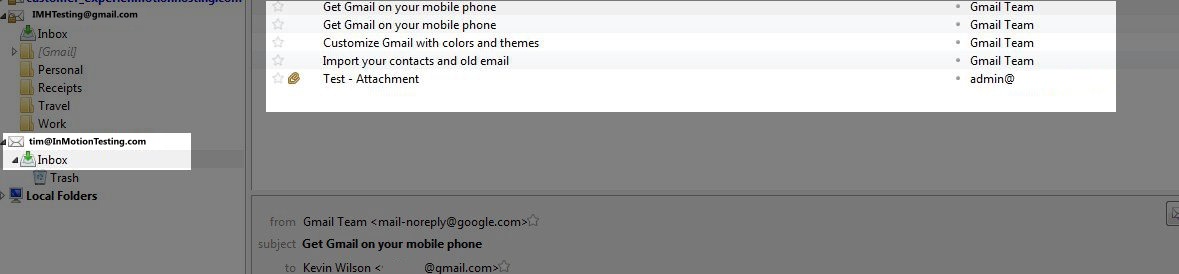 customer_experienmotionhosting.com
IMHTesting@gmail.com
Inbox
[Gmail]
Personal
Receipts
Travel
Work
tim@InMotionTesting.com
Inbox
Trash
Local Folders
Get Gmail on your mobile phone Gmail Team
Get Gmail on your mobile phone Gmail Team
Customize Gmail with colors and themes Gmail Team
Import your contacts and old email Gmail Team
Test - Attachment admin@
from Gmail Team <mail-noreply@google.com>
subject Get Gmail on your mobile phone
to Kevin Wilson < @gmail.com>